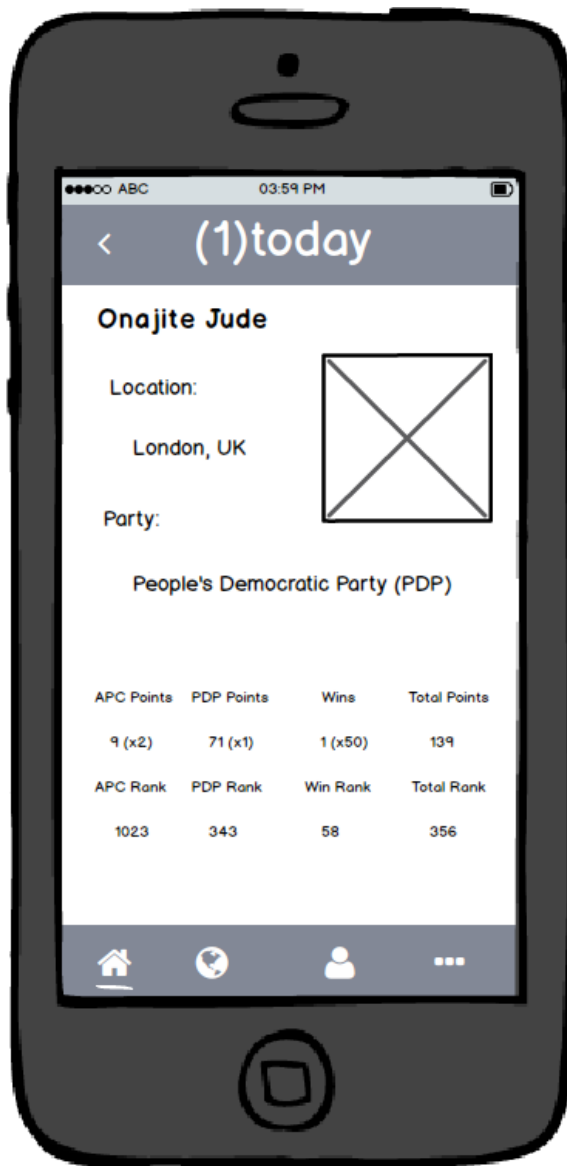 ABC 03:59 PM
< (1)today
Onajite Jude
Location:
London, UK
Party:
People's Democratic Party (PDP)
APC Points PDP Points Wins Total Points
9 (x2) 71 (x1) 1 (x50) 139
APC Rank PDP Rank Win Rank Total Rank
1023 343 58 356